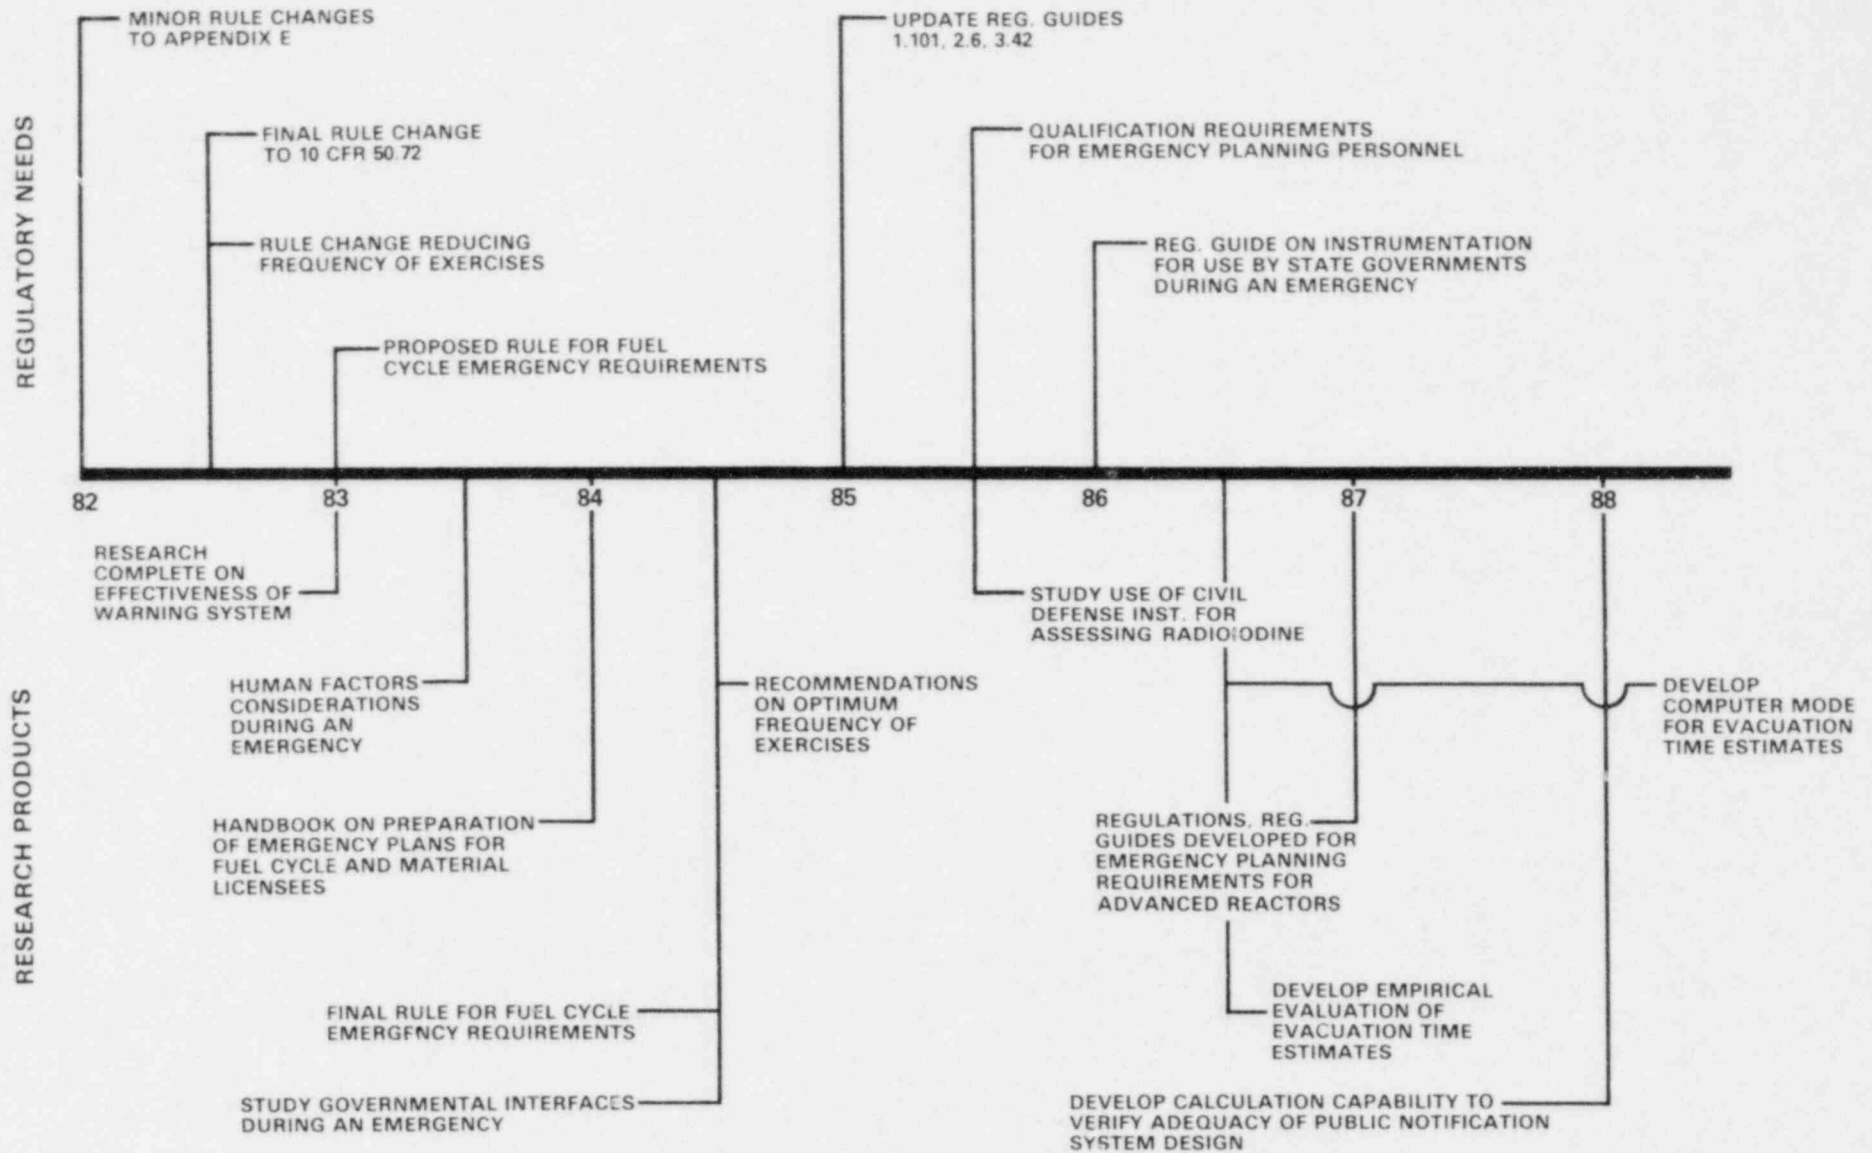 REGULATORY NEEDS
MINOR RULE CHANGES
TO APPENDIX E
FINAL RULE CHANGE
TO 10 CFR 50.72
RULE CHANGE REDUCING
FREQUENCY OF EXERCISES
PROPOSED RULE FOR FUEL
CYCLE EMERGENCY REQUIREMENTS
UPDATE REG. GUIDES
1.101, 2.6, 3.42
QUALIFICATION REQUIREMENTS
FOR EMERGENCY PLANNING PERSONNEL
REG. GUIDE ON INSTRUMENTATION
FOR USE BY STATE GOVERNMENTS
DURING AN EMERGENCY
82
83
84
85
86
87
88
RESEARCH PRODUCTS
RESEARCH
COMPLETE ON
EFFECTIVENESS OF
WARNING SYSTEM
HUMAN FACTORS
CONSIDERATIONS
DURING AN
EMERGENCY
HANDBOOK ON PREPARATION
OF EMERGENCY PLANS FOR
FUEL CYCLE AND MATERIAL
LICENSEES
RECOMMENDATIONS
ON OPTIMUM
FREQUENCY OF
EXERCISES
FINAL RULE FOR FUEL CYCLE
EMERGENCY REQUIREMENTS
STUDY GOVERNMENTAL INTERFACES
DURING AN EMERGENCY
STUDY USE OF CIVIL
DEFENSE INST. FOR
ASSESSING RADIOIODINE
DEVELOP
COMPUTER MODE
FOR EVACUATION
TIME ESTIMATES
REGULATIONS, REG.
GUIDES DEVELOPED FOR
EMERGENCY PLANNING
REQUIREMENTS FOR
ADVANCED REACTORS
DEVELOP EMPIRICAL
EVALUATION OF
EVACUATION TIME
ESTIMATES
DEVELOP CALCULATION CAPABILITY TO
VERIFY ADEQUACY OF PUBLIC NOTIFICATION
SYSTEM DESIGN